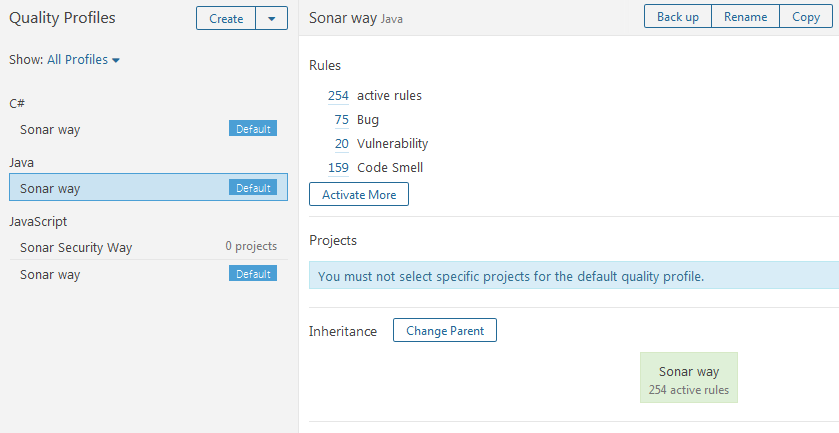 Quality Profiles
Create
Show: All Profiles
C#
Sonar way Default
Java
Sonar way Default
JavaScript
Sonar Security Way 0 projects
Sonar way Default
Sonar way Java
Back up Rename Copy
Rules
254 active rules
75 Bug
20 Vulnerability
159 Code Smell
Activate More
Projects
You must not select specific projects for the default quality profile.
Inheritance Change Parent
Sonar way
254 active rules